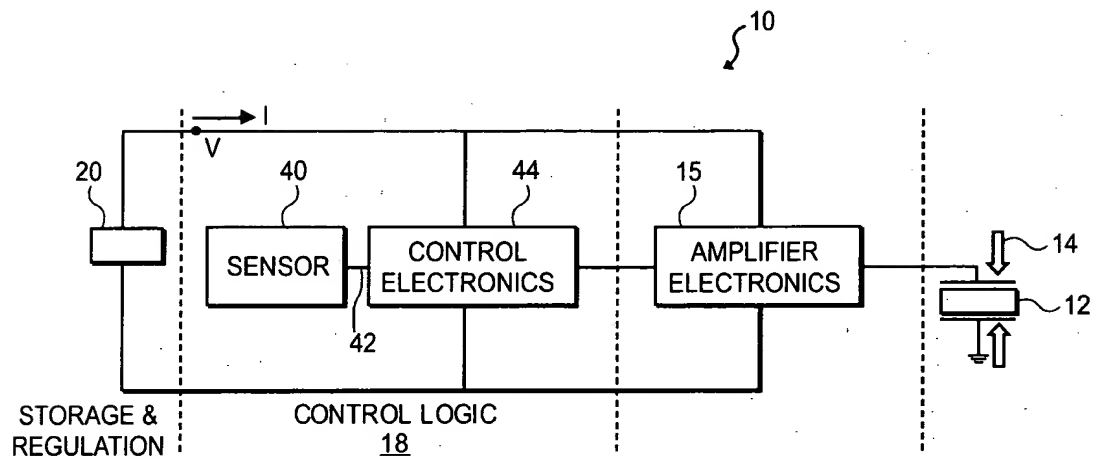 10
I
V
20
40
44
15
SENSOR
CONTROL
ELECTRONICS
AMPLIFIER
ELECTRONICS
14
12
42
STORAGE &
REGULATION
CONTROL LOGIC
18